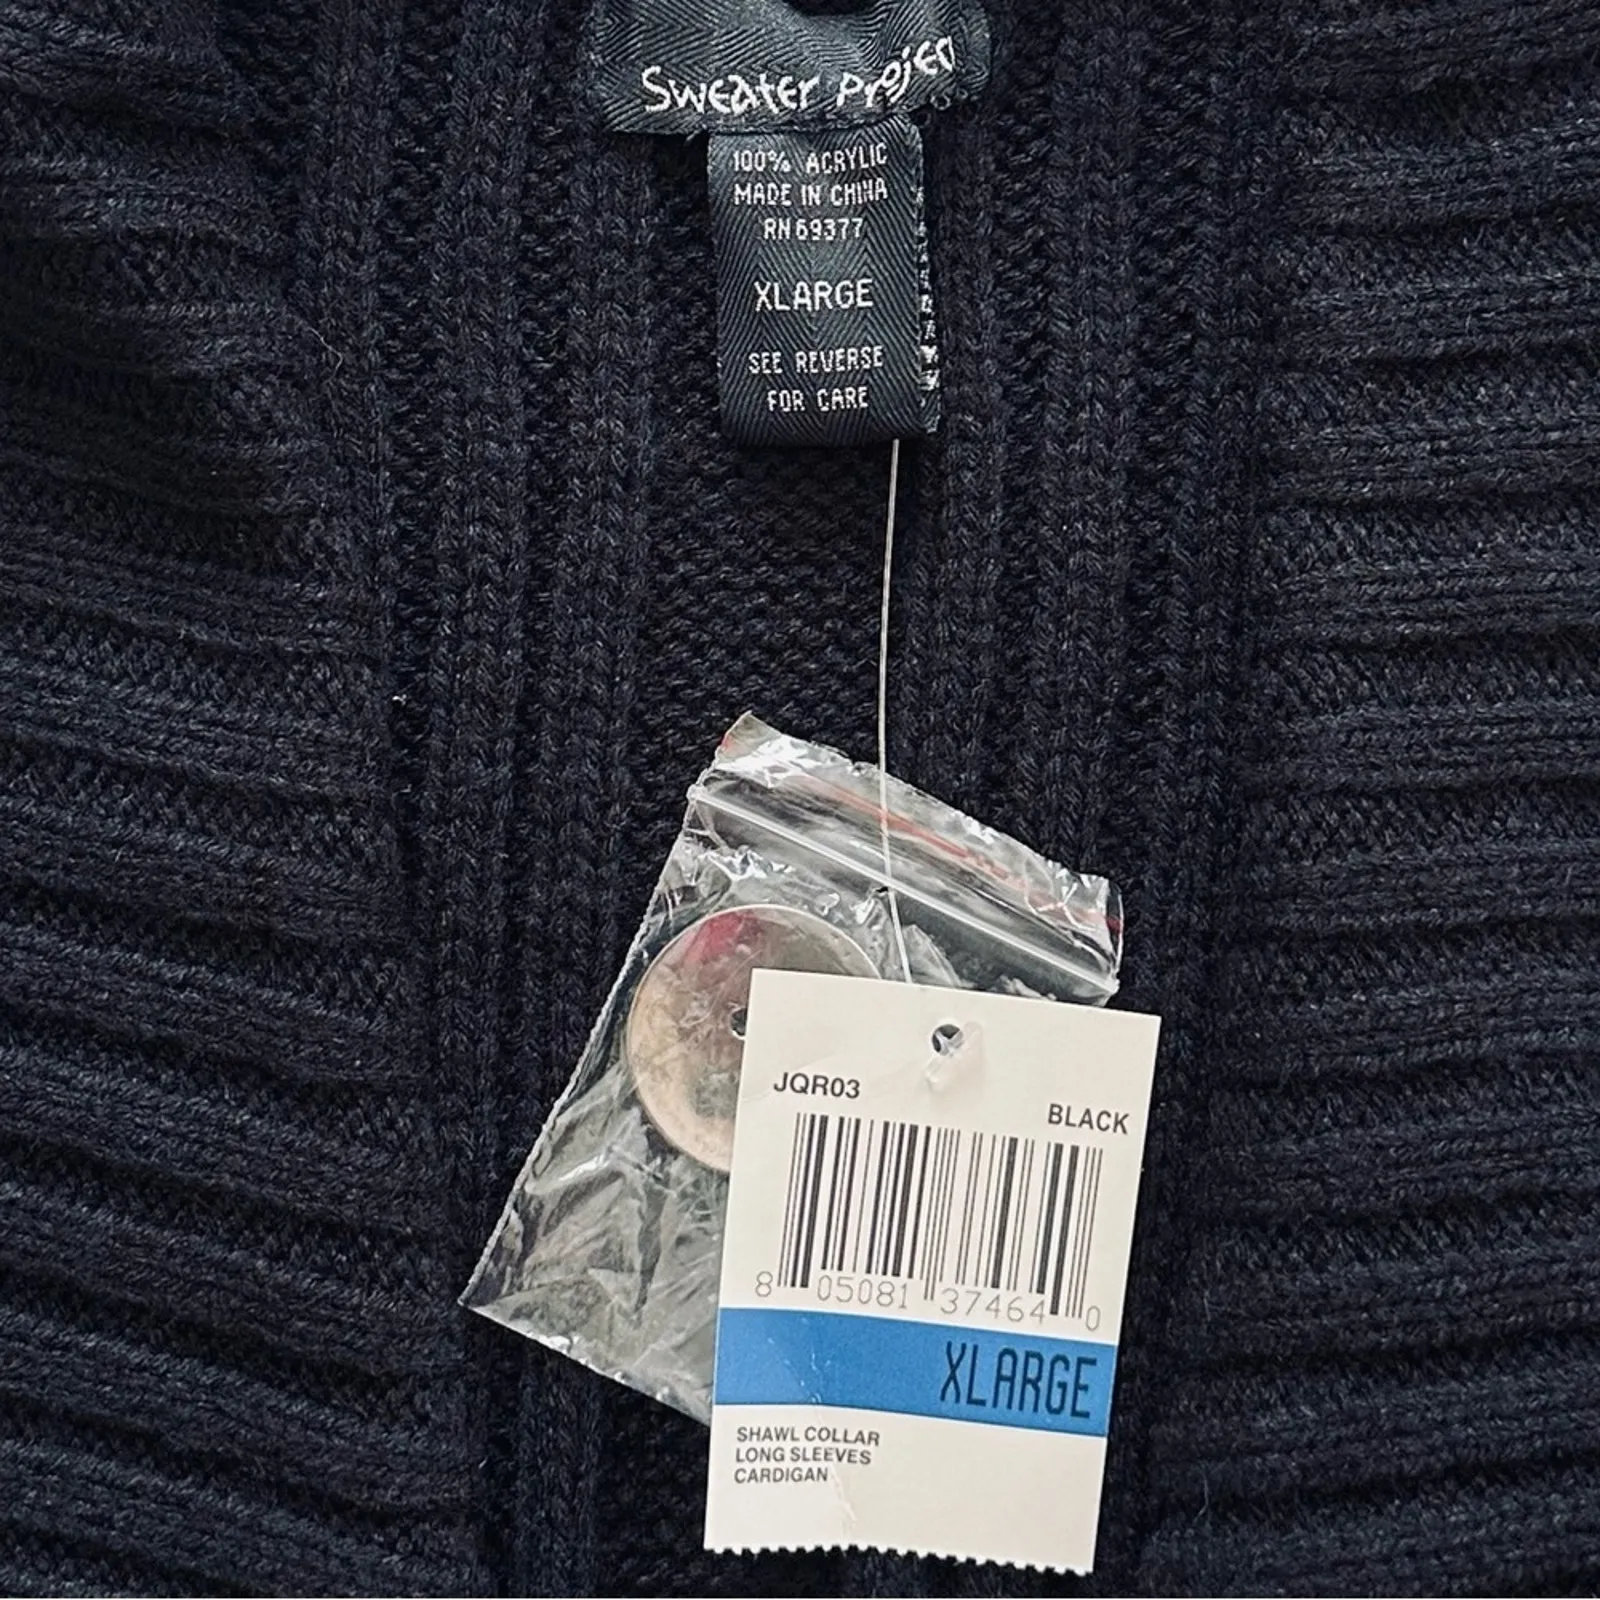 Sweater Project
100% ACRYLIC
MADE IN CHINA
RN 69377
XLARGE
SEE REVERSE
FOR CARE
JQR03
BLACK
8 05081 37464 0
XLARGE
SHAWL COLLAR
LONG SLEEVES
CARDIGAN